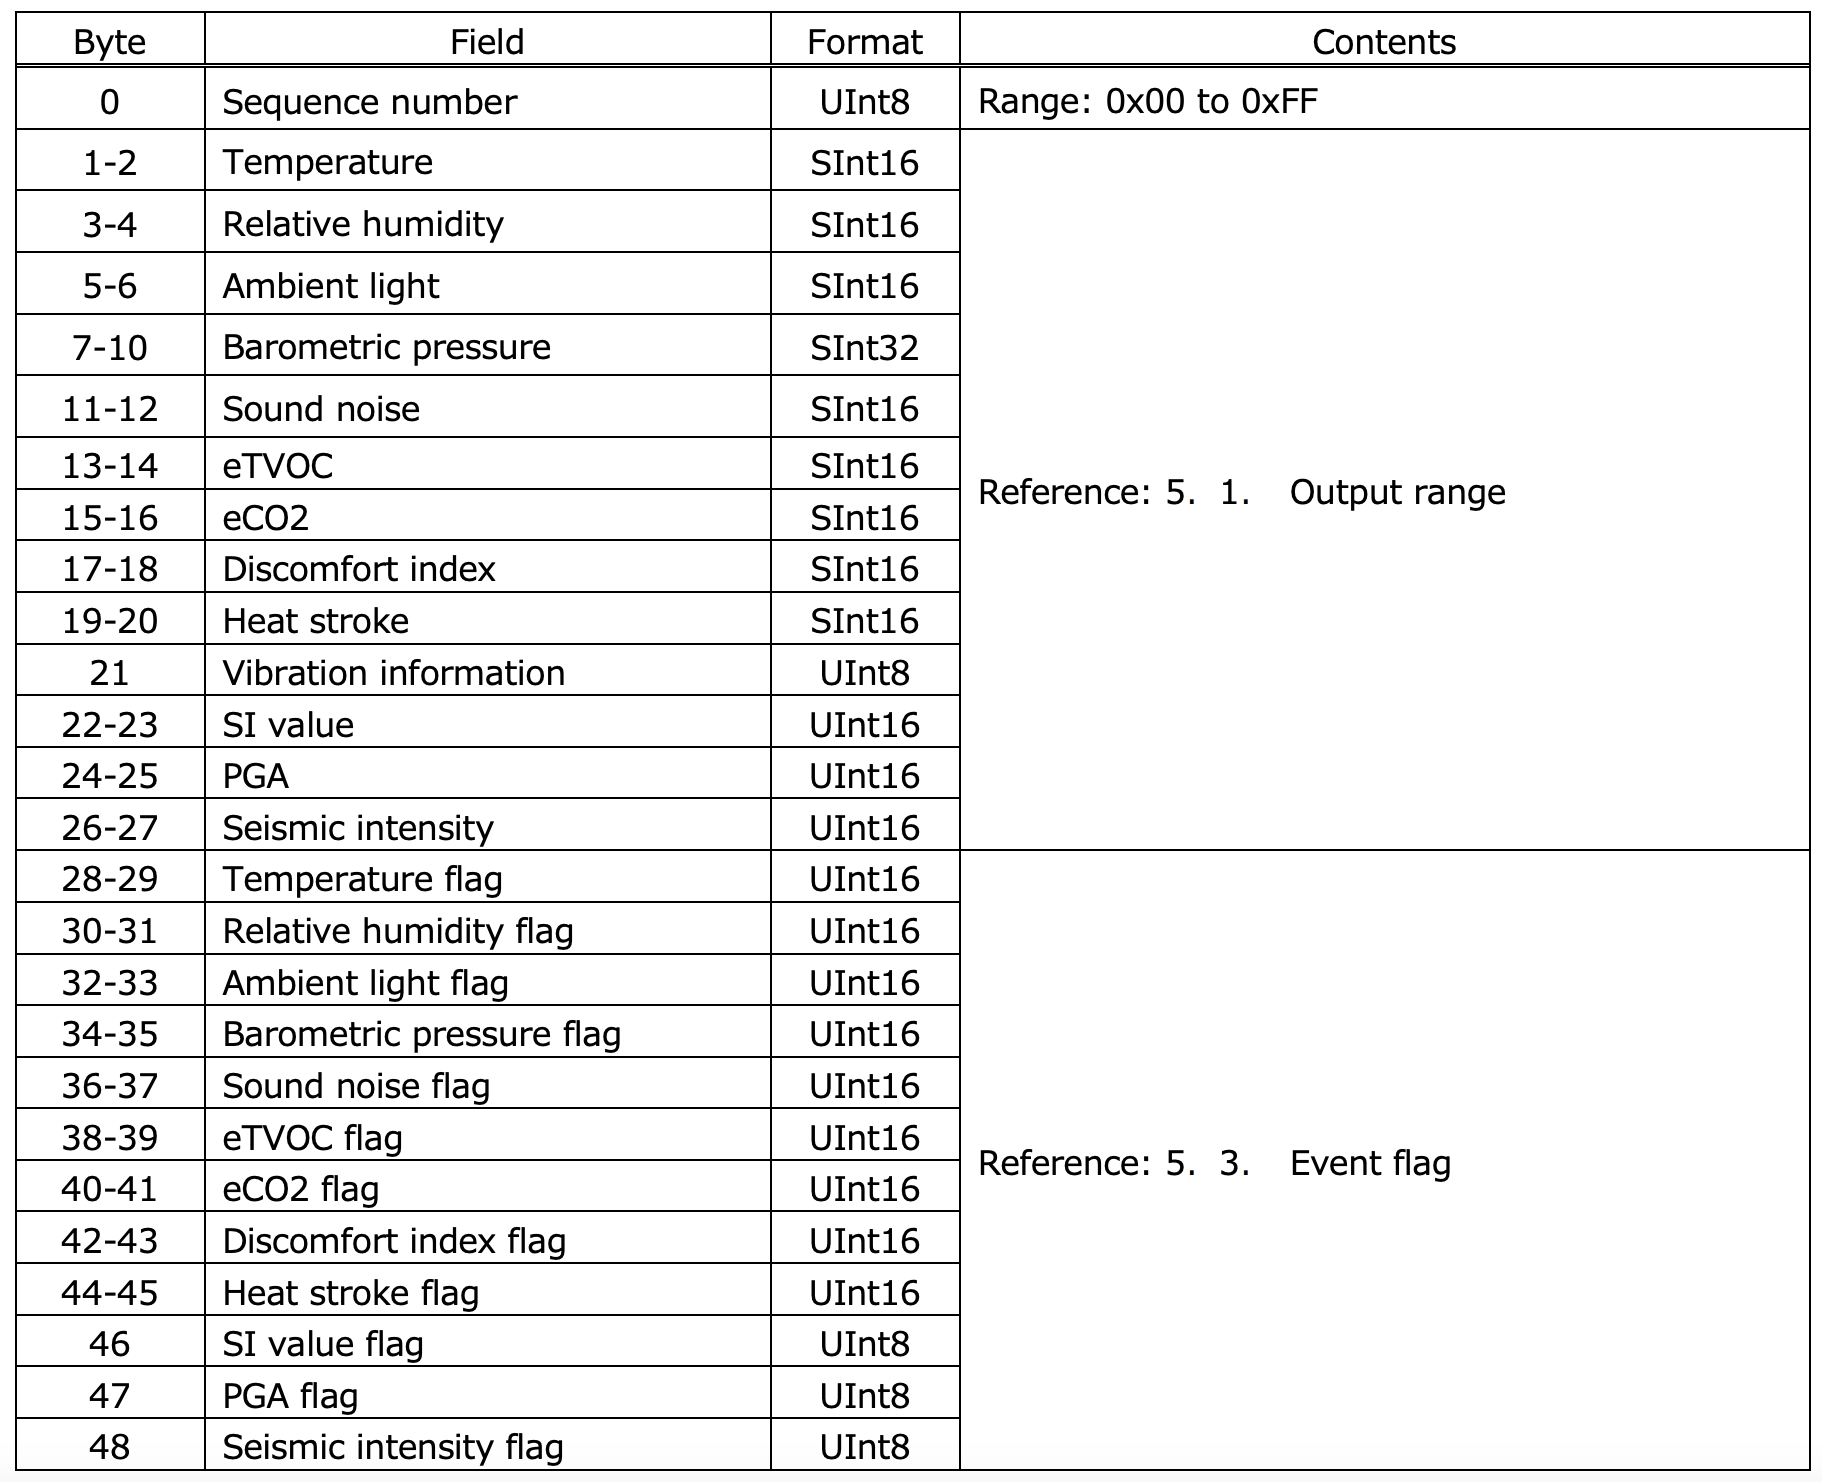 Byte Field Format Contents
0 Sequence number UInt8 Range: 0x00 to 0xFF
1-2 Temperature SInt16
3-4 Relative humidity SInt16
5-6 Ambient light SInt16
7-10 Barometric pressure SInt32
11-12 Sound noise SInt16
13-14 eTVOC SInt16
Reference: 5. 1. Output range
15-16 eCO2 SInt16
17-18 Discomfort index SInt16
19-20 Heat stroke SInt16
21 Vibration information UInt8
22-23 SI value UInt16
24-25 PGA UInt16
26-27 Seismic intensity UInt16
28-29 Temperature flag UInt16
30-31 Relative humidity flag UInt16
32-33 Ambient light flag UInt16
34-35 Barometric pressure flag UInt16
36-37 Sound noise flag UInt16
38-39 eTVOC flag UInt16
Reference: 5. 3. Event flag
40-41 eCO2 flag UInt16
42-43 Discomfort index flag UInt16
44-45 Heat stroke flag UInt16
46 SI value flag UInt8
47 PGA flag UInt8
48 Seismic intensity flag UInt8